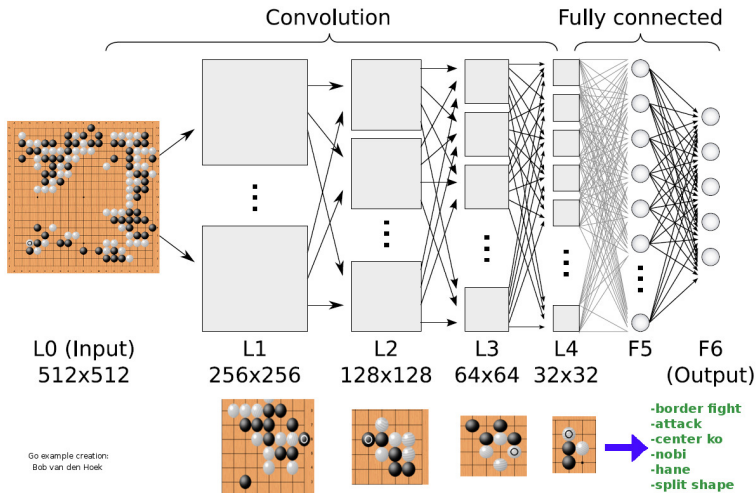 Convolution
Fully connected
L0 (Input)
512x512
L1
256x256
L2
128x128
L3
64x64
L4
32x32
F5
F6
(Output)
Go example creation:
Bob van den Hoek
-border fight
-attack
-center ko
-nobi
-hane
-split shape